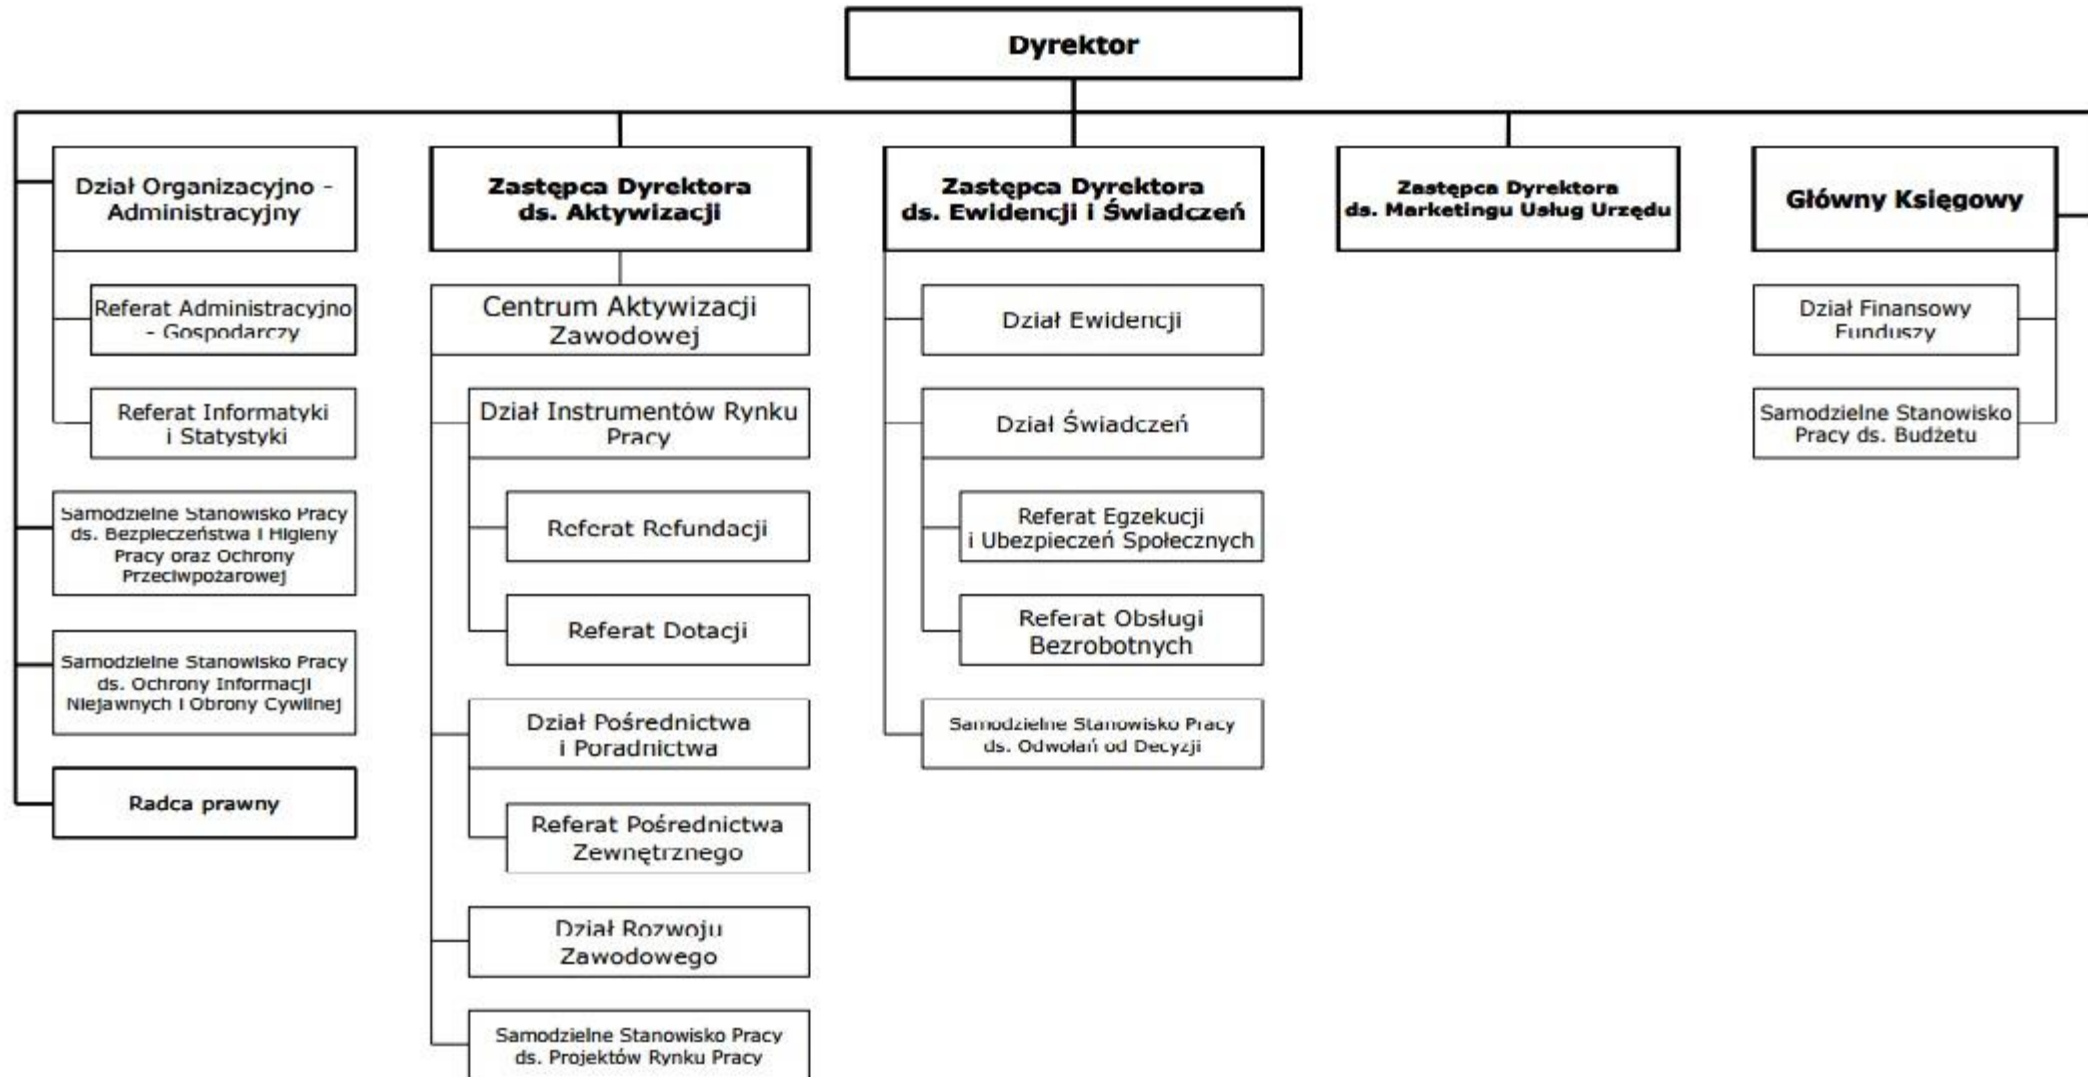 Dyrektor
Dział Organizacyjno -
Administracyjny
Referat Administracyjno
- Gospodarczy
Referat Informatyki
i Statystyki
Samodzielne Stanowisko Pracy
ds. Bezpieczeństwa i Higieny
Pracy oraz Ochrony
Przeciwpożarowej
Samodzielne Stanowisko Pracy
ds. Ochrony Informacji
Niejawnych i Obrony Cywilnej
Radca prawny
Zastępca Dyrektora
ds. Aktywizacji
Centrum Aktywizacji
Zawodowej
Dział Instrumentów Rynku
Pracy
Referat Refundacji
Referat Dotacji
Dział Pośrednictwa
i Poradnictwa
Referat Pośrednictwa
Zewnętrznego
Dział Rozwoju
Zawodowego
Samodzielne Stanowisko Pracy
ds. Projektów Rynku Pracy
Zastępca Dyrektora
ds. Ewidencji i Świadczeń
Dział Ewidencji
Dział Świadczeń
Referat Egzekucji
i Ubezpieczeń Społecznych
Referat Obsługi
Bezrobotnych
Samodzielne Stanowisko Pracy
ds. Odwołań od Decyzji
Zastępca Dyrektora
ds. Marketingu Usług Urzędu
Główny Księgowy
Dział Finansowy
Funduszy
Samodzielne Stanowisko
Pracy ds. Budżetu